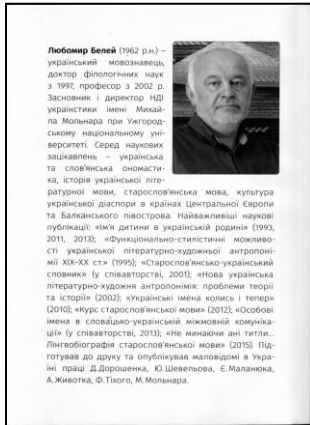 Любомир Белей (1962 р.н.) –
український мовознавець,
доктор філологічних наук
з 1997, професор з 2002 р.
Засновник і директор НДІ
україністики імені Михай-
ла Мольнара при Ужгород-
ському національному уні-
верситеті. Серед наукових
зацікавлень – українська
та слов'янська ономасти-
ка, історія української літе-
ратурної мови, старослов'янська мова, культура
української діаспори в країнах Центральної Європи
та Балканського півострова. Найважливіші наукові
публікації: «Ім'я дитини в українській родині» (1993,
2011, 2013); «Функціонально-стилістичні можливо-
сті української літературно-художньої антропоні-
мії ХІХ–ХХ ст.» (1995); «Старослов'янсько-український
словник» (у співавторстві, 2001); «Нова українська
літературно-художня антропонімія: проблеми теорії
та історії» (2002); «Українські імена колись і тепер»
(2010); «Курс старослов'янської мови» (2012); «Особові
імена в словацько-українській міжмовній комуніка-
ції» (у співавторстві, 2013); «Не минаючи ані титли...
Лінгвобіографія старослов'янської мови» (2015). Під-
готував до друку та опублікував маловідомі в Укра-
їні праці Д.Дорошенка, Ю.Шевельова, Є.Маланюка,
А.Животка, Ф.Тіхого, М.Мольнара.